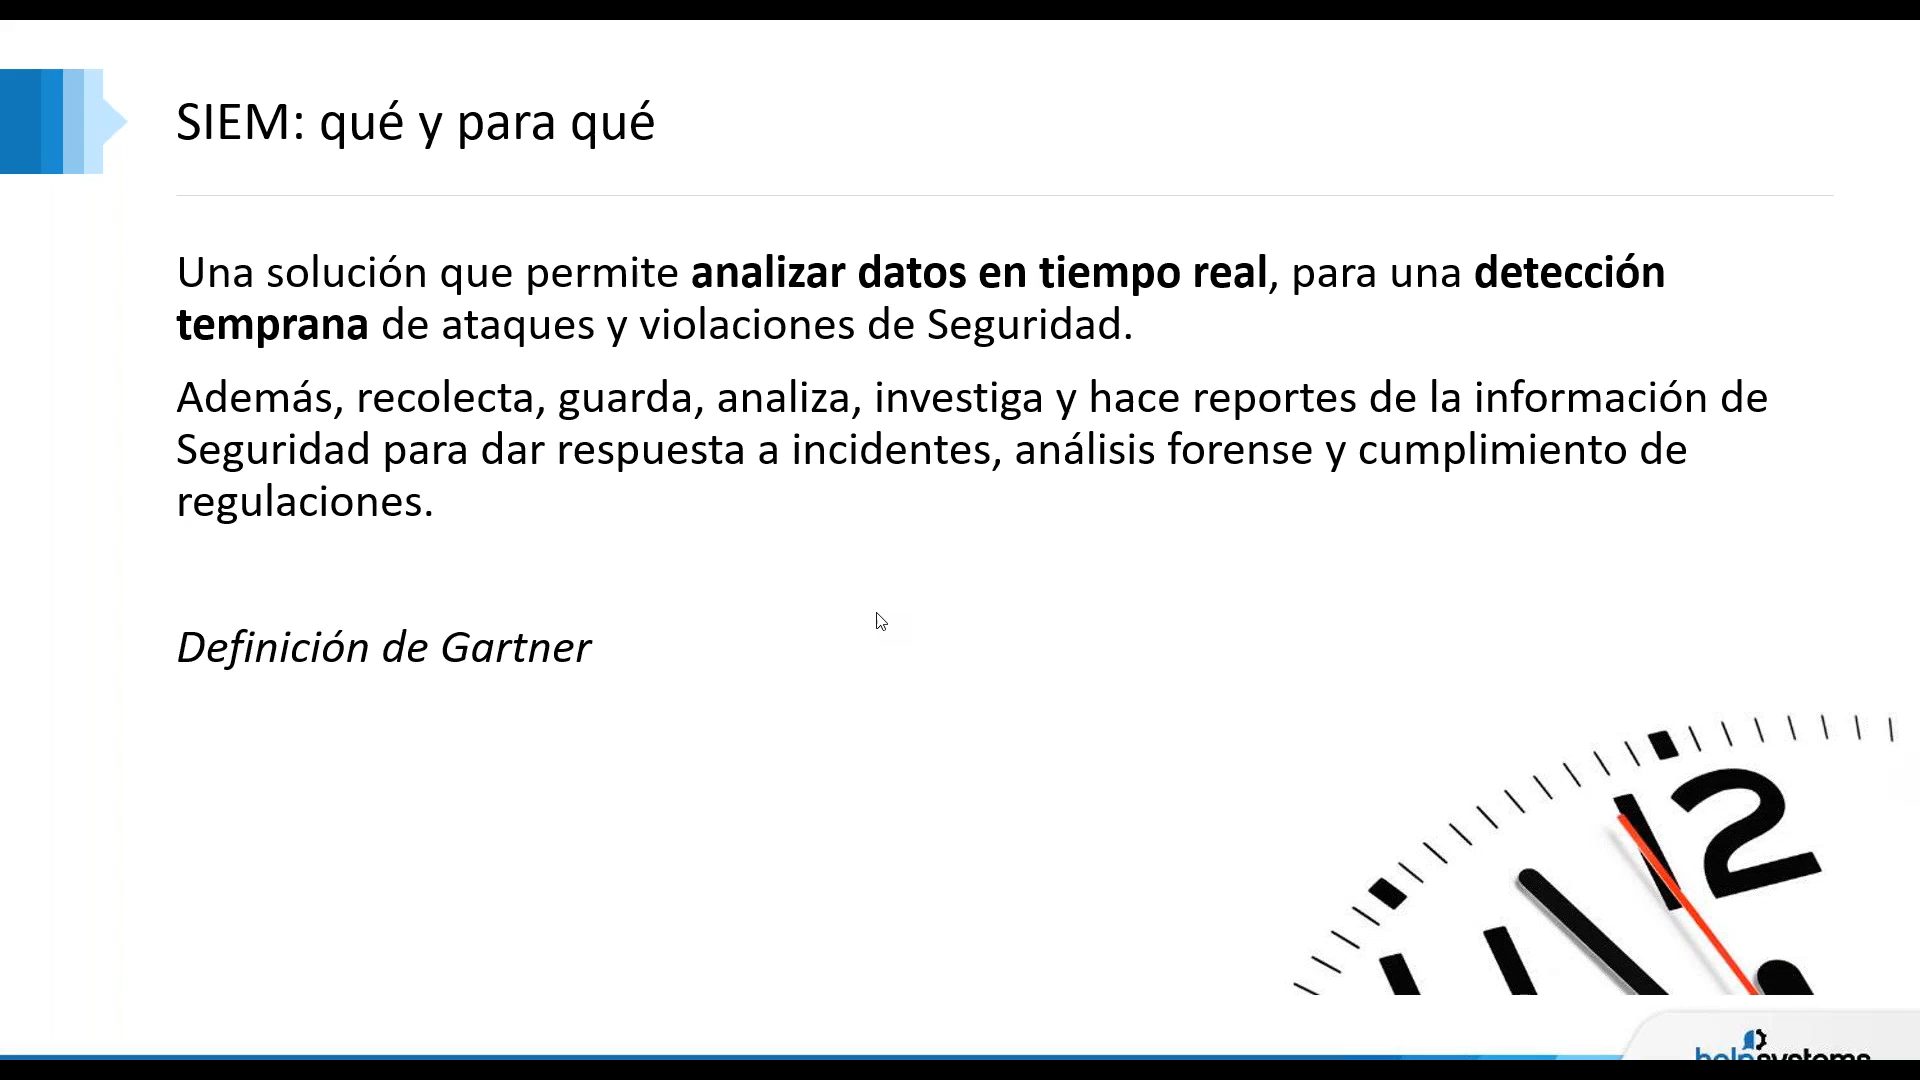 SIEM: qué y para qué
Una solución que permite analizar datos en tiempo real, para una detección
temprana de ataques y violaciones de Seguridad.
Además, recolecta, guarda, analiza, investiga y hace reportes de la información de
Seguridad para dar respuesta a incidentes, análisis forense y cumplimiento de
regulaciones.
Definición de Gartner
12
helpsystems